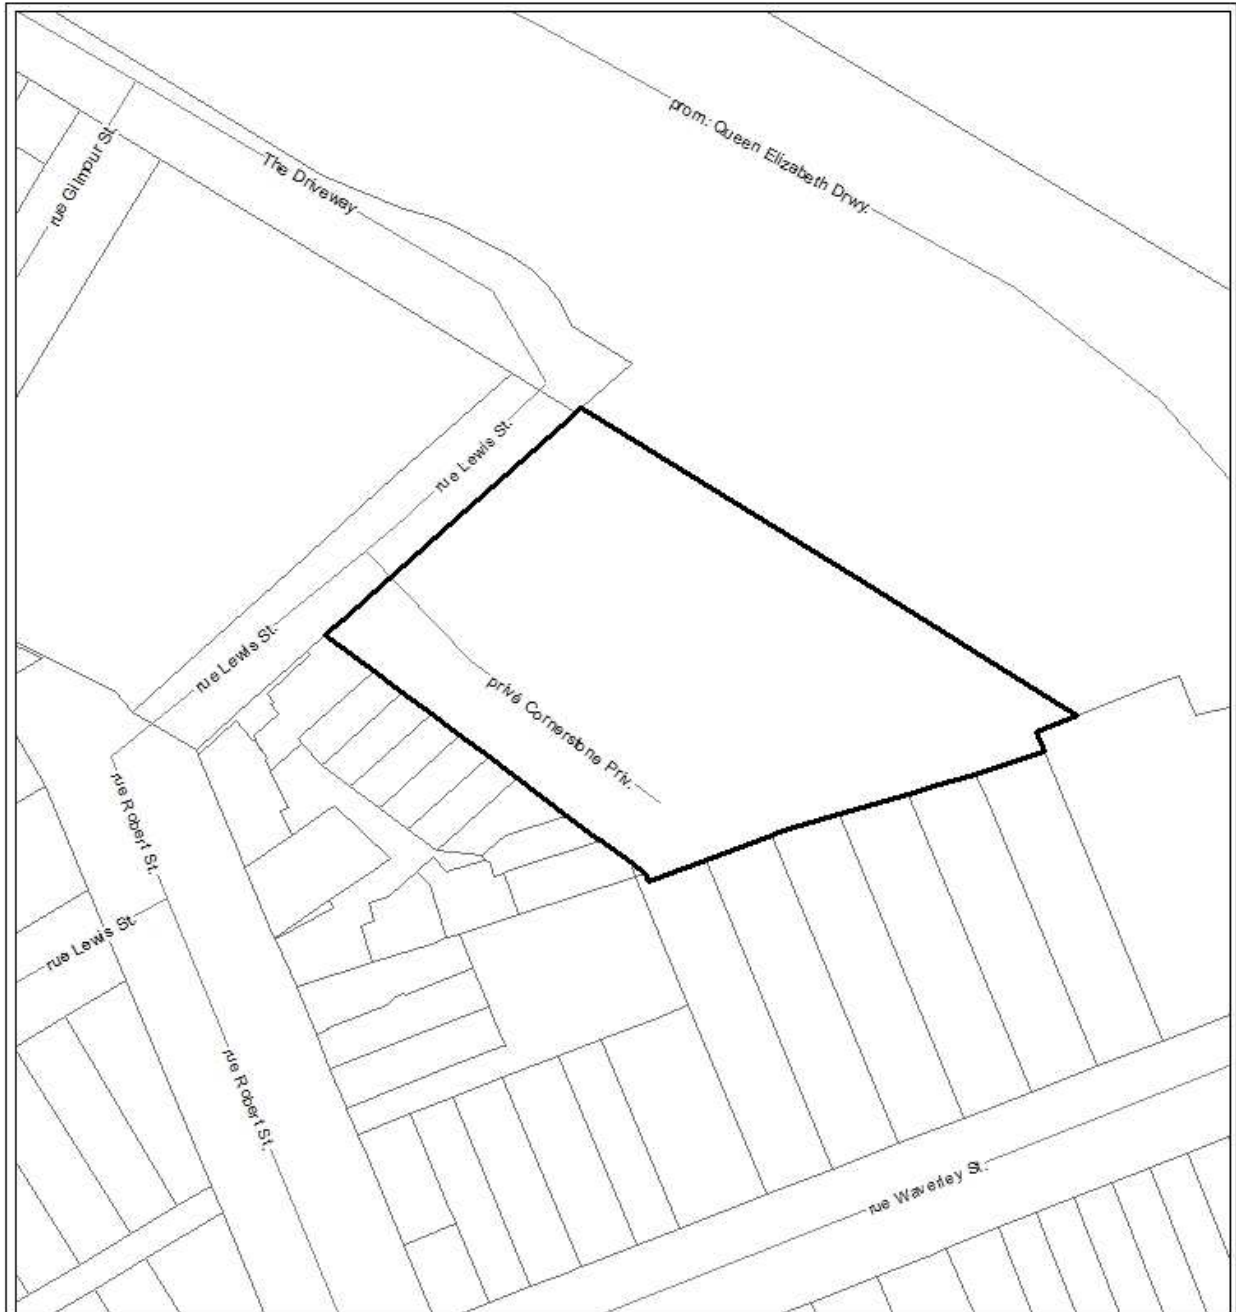 prom. Queen Elizabeth Drwy.
rue Gilmour St.
The Driveway
rue Lewis St.
rue Lewis St.
privé Cornerstone Priv.
rue Robert St.
rue Lewis St.
rue Robert St.
rue Waverley St.